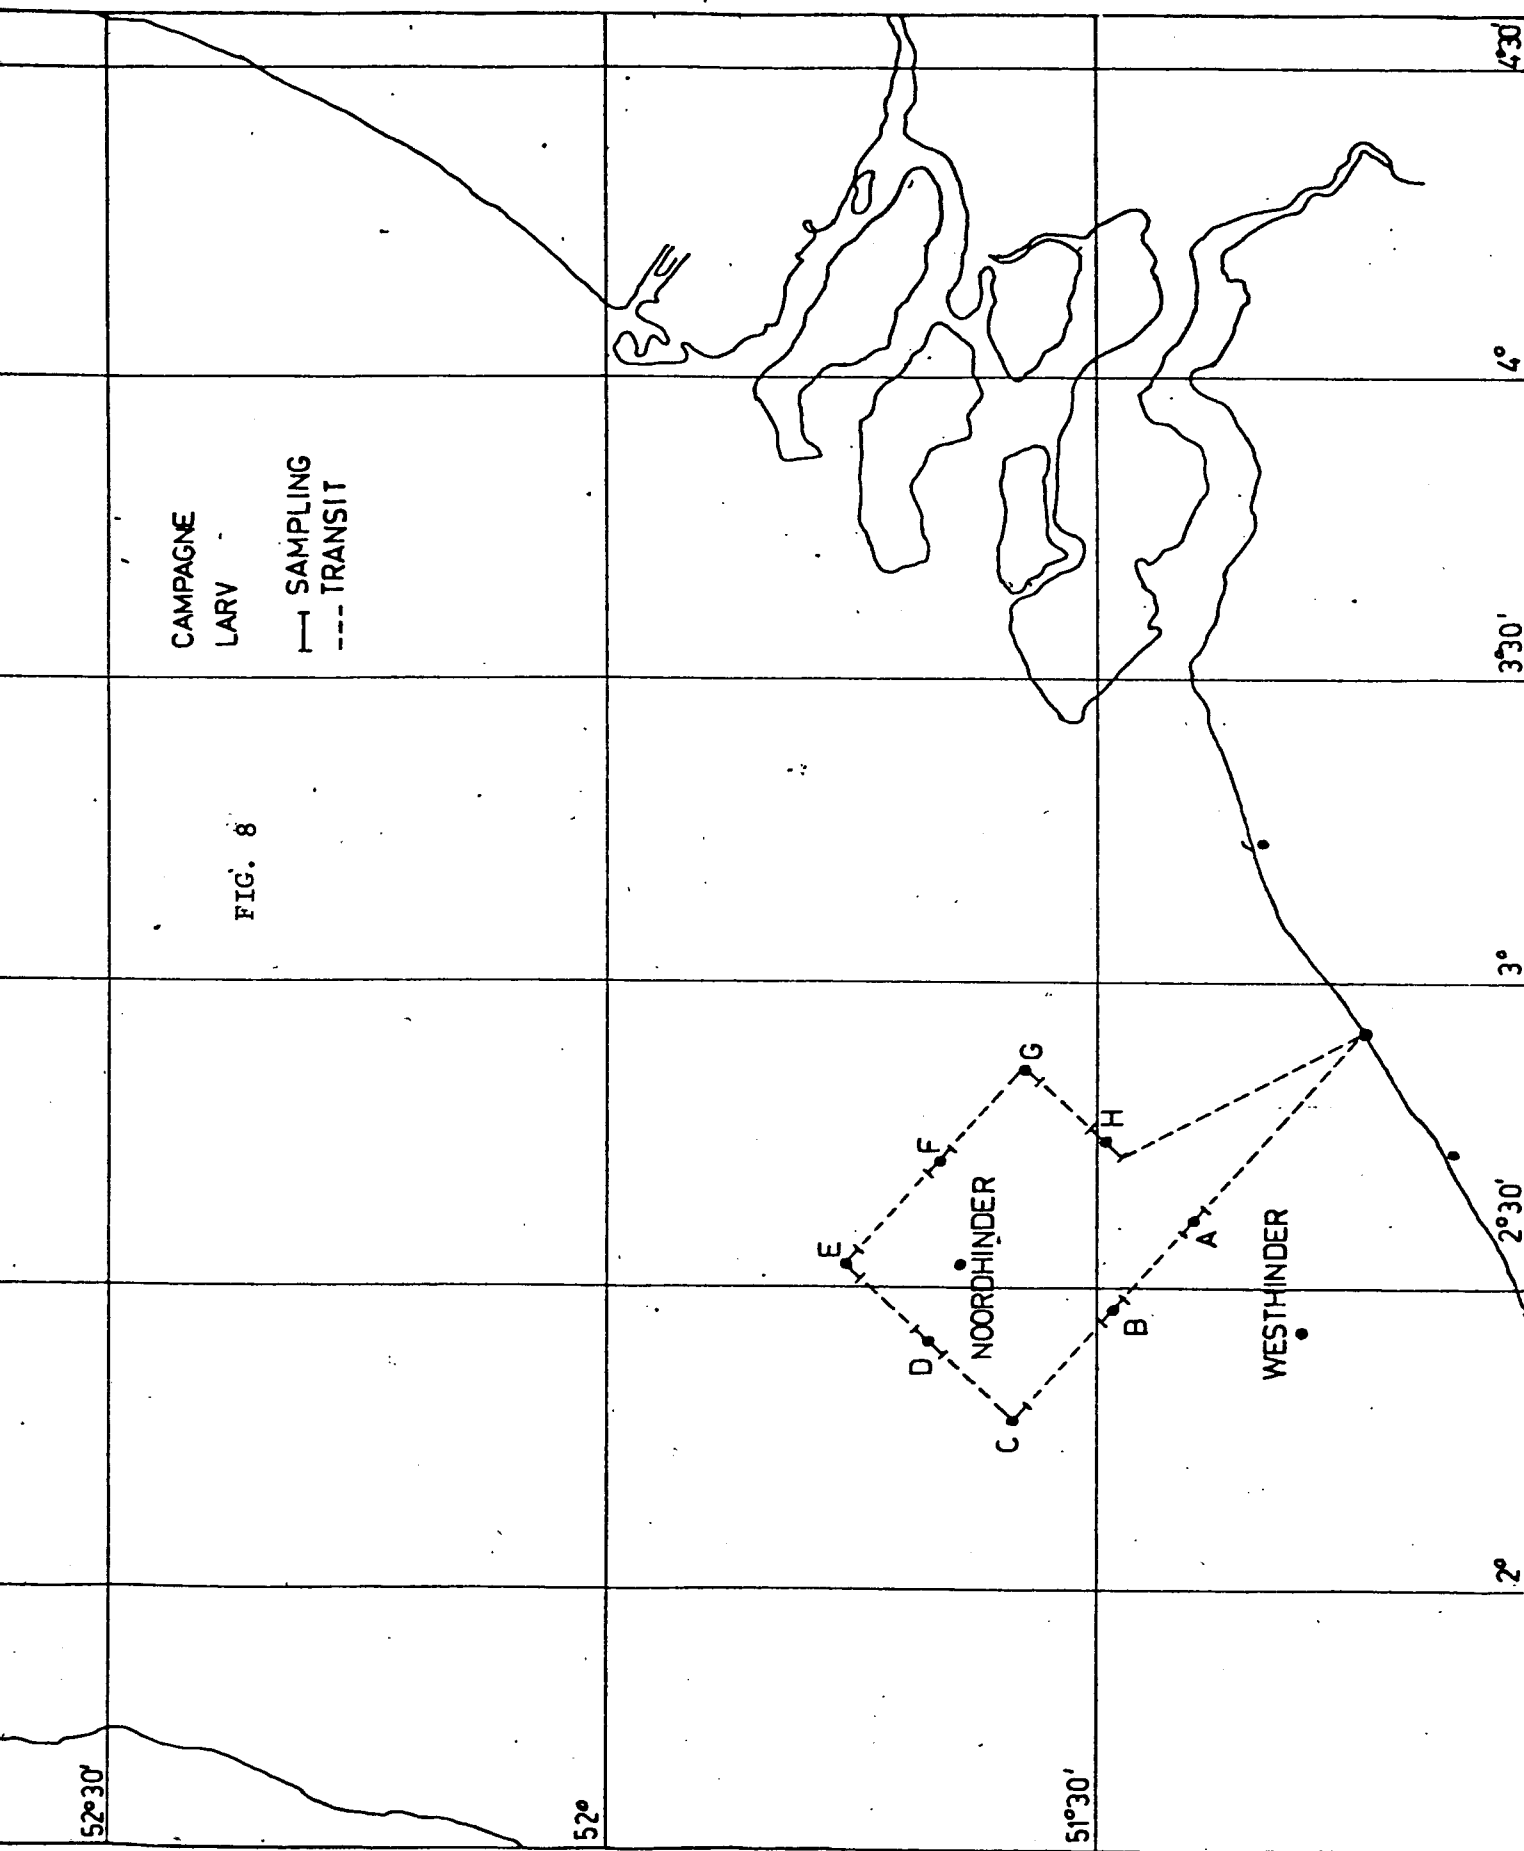 CAMPAGNE
LARV
SAMPLING
--- TRANSIT
FIG. 8
52°30'
52°
51°30'
2°
2°30'
3°
3°30'
4°
4°30'
E
F
G
D
NOORDHINDER
H
C
B
A
WESTHINDER